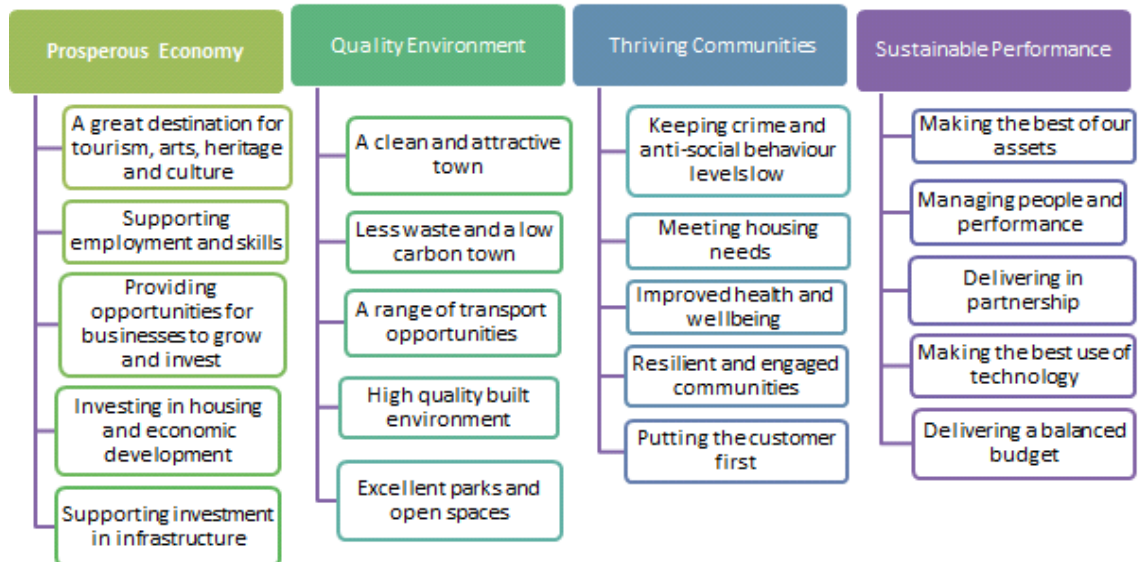 Prosperous Economy
A great destination for
tourism, arts, heritage
and culture
Supporting
employment and skills
Providing
opportunities for
businesses to grow
and invest
Investing in housing
and economic
development
Supporting investment
in infrastructure
Quality Environment
A clean and attractive
town
Less waste and a low
carbon town
A range of transport
opportunities
High quality built
environment
Excellent parks and
open spaces
Thriving Communities
Keeping crime and
anti-social behaviour
levels low
Meeting housing
needs
Improved health and
wellbeing
Resilient and engaged
communities
Putting the customer
first
Sustainable Performance
Making the best of our
assets
Managing people and
performance
Delivering in
partnership
Making the best use of
technology
Delivering a balanced
budget